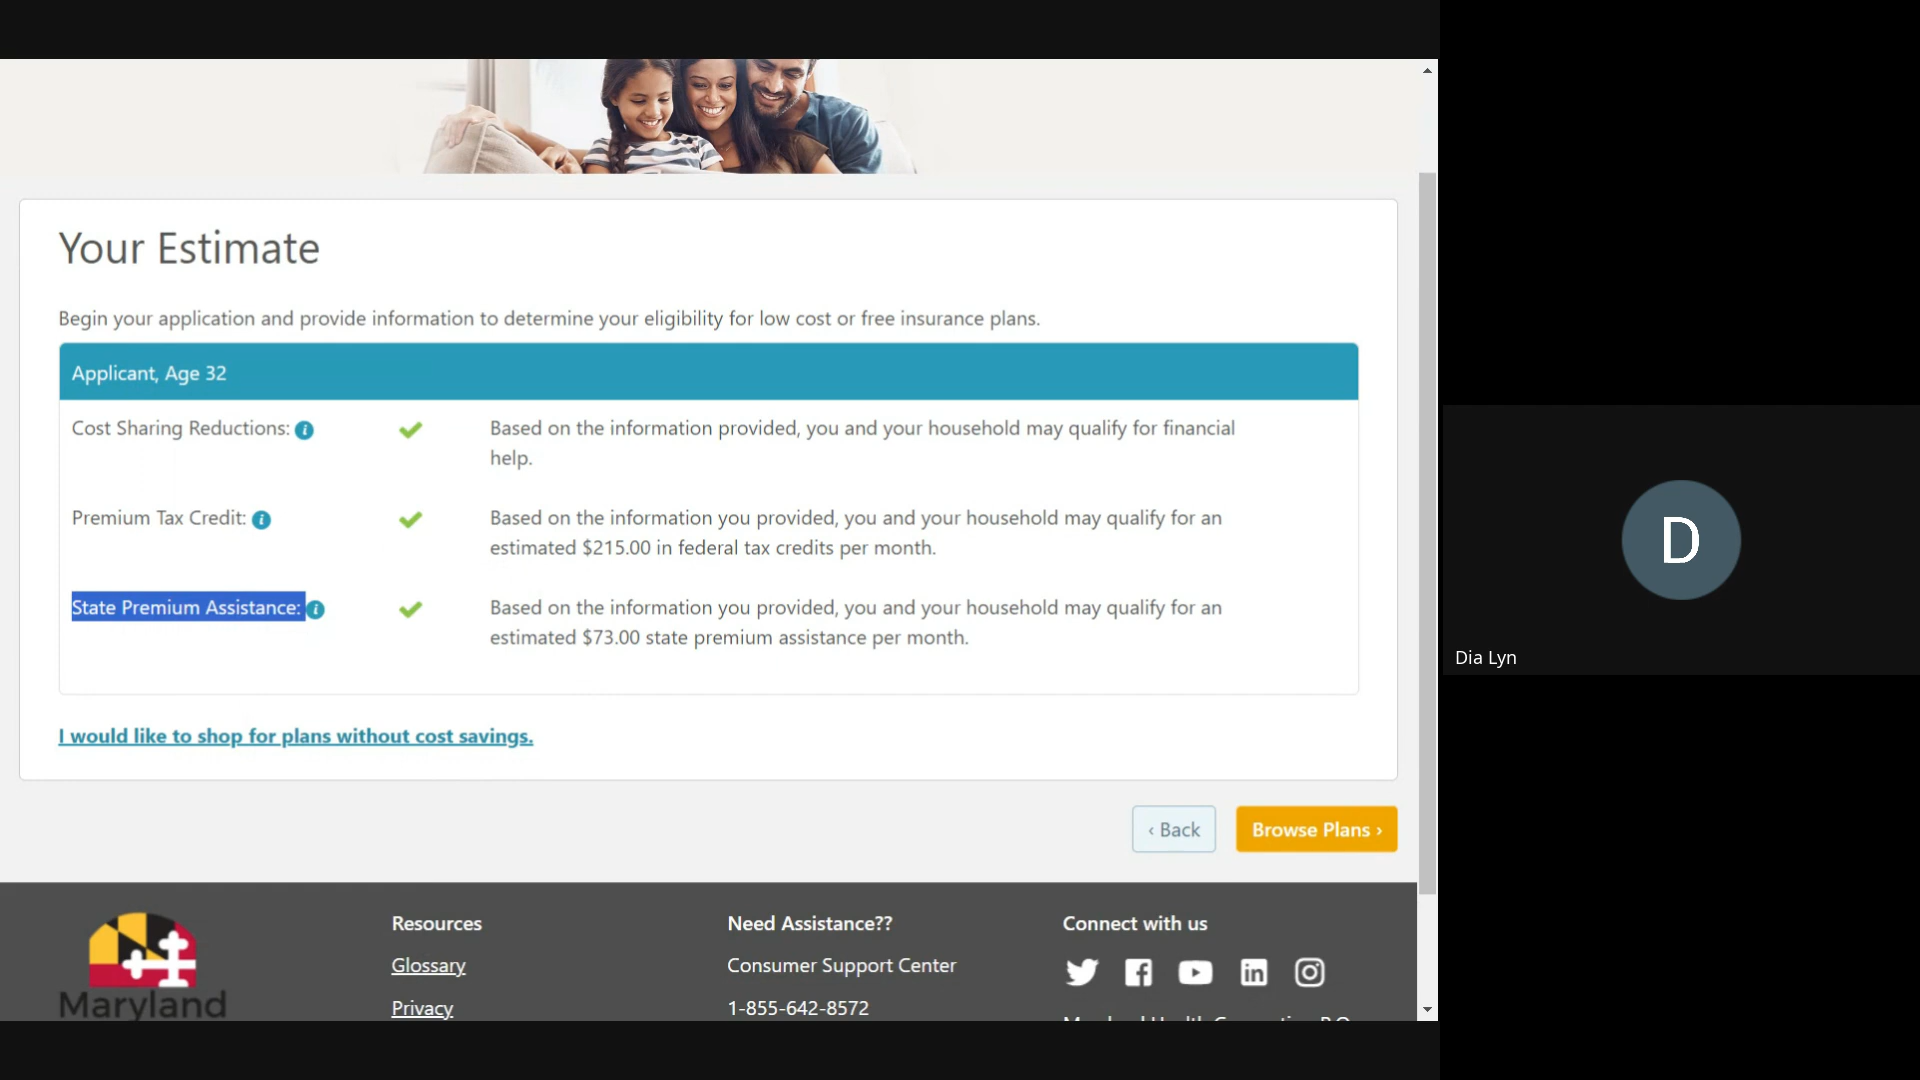 Your Estimate
Begin your application and provide information to determine your eligibility for low cost or free insurance plans.
Applicant, Age 32
Cost Sharing Reductions:
Based on the information provided, you and your household may qualify for financial
help.
Premium Tax Credit:
Based on the information you provided, you and your household may qualify for an
estimated $215.00 in federal tax credits per month.
State Premium Assistance:
Based on the information you provided, you and your household may qualify for an
estimated $73.00 state premium assistance per month.
I would like to shop for plans without cost savings.
‹ Back
Browse Plans ›
Maryland
Resources
Glossary
Privacy
Need Assistance??
Consumer Support Center
1-855-642-8572
Connect with us
D
Dia Lyn